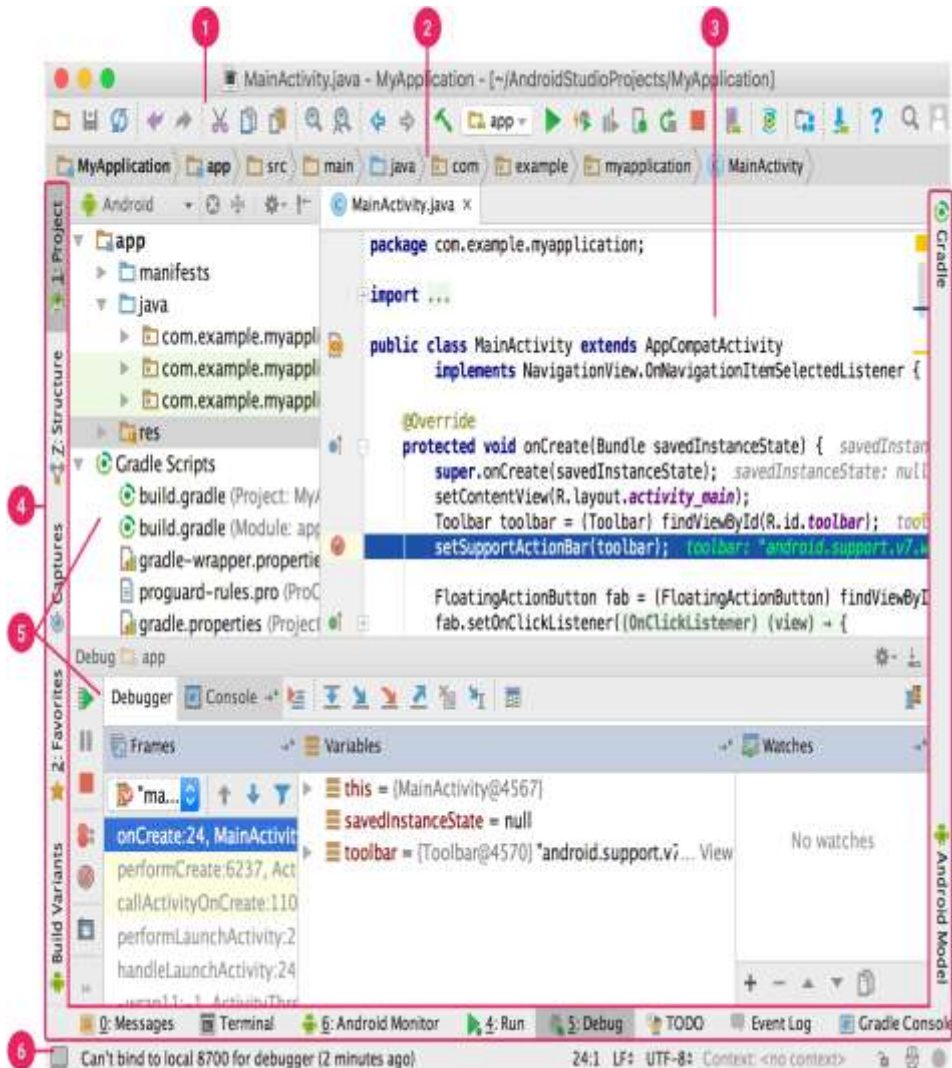 1
2
3
MainActivity.java - MyApplication - [~/AndroidStudioProjects/MyApplication]
app
?
MyApplication app src main java com example myapplication MainActivity
1: Project
Z: Structure
Captures
2: Favorites
Build Variants
4
5
6
Android
app
manifests
java
com.example.myappli
com.example.myappli
com.example.myappli
res
Gradle Scripts
build.gradle (Project: MyA
build.gradle (Module: app
gradle-wrapper.propertie
proguard-rules.pro (ProG
gradle.properties (Project
MainActivity.java ×
package com.example.myapplication;
import ...
public class MainActivity extends AppCompatActivity
implements NavigationView.OnNavigationItemSelectedListener {
@Override
protected void onCreate(Bundle savedInstanceState) { savedInstan
super.onCreate(savedInstanceState); savedInstanceState: null
setContentView(R.layout.activity_main);
Toolbar toolbar = (Toolbar) findViewById(R.id.toolbar); tool
setSupportActionBar(toolbar); toolbar: "android.support.v7.w
FloatingActionButton fab = (FloatingActionButton) findViewByI
fab.setOnClickListener((OnClickListener) (view) → {
Gradle
Android Model
Debug app
Debugger Console
Frames
Variables
Watches
"ma...
onCreate:24, MainActivit
performCreate:6237, Act
callActivityOnCreate:110
performLaunchActivity:2
handleLaunchActivity:24
-wrap11:-1, ActivityThre
this = {MainActivity@4567}
savedInstanceState = null
toolbar = {Toolbar@4570} "android.support.v7... View
No watches
0: Messages Terminal 6: Android Monitor 4: Run 5: Debug TODO Event Log Gradle Console
Can't bind to local 8700 for debugger (2 minutes ago) 24:1 LF÷ UTF-8÷ Context: <no context>